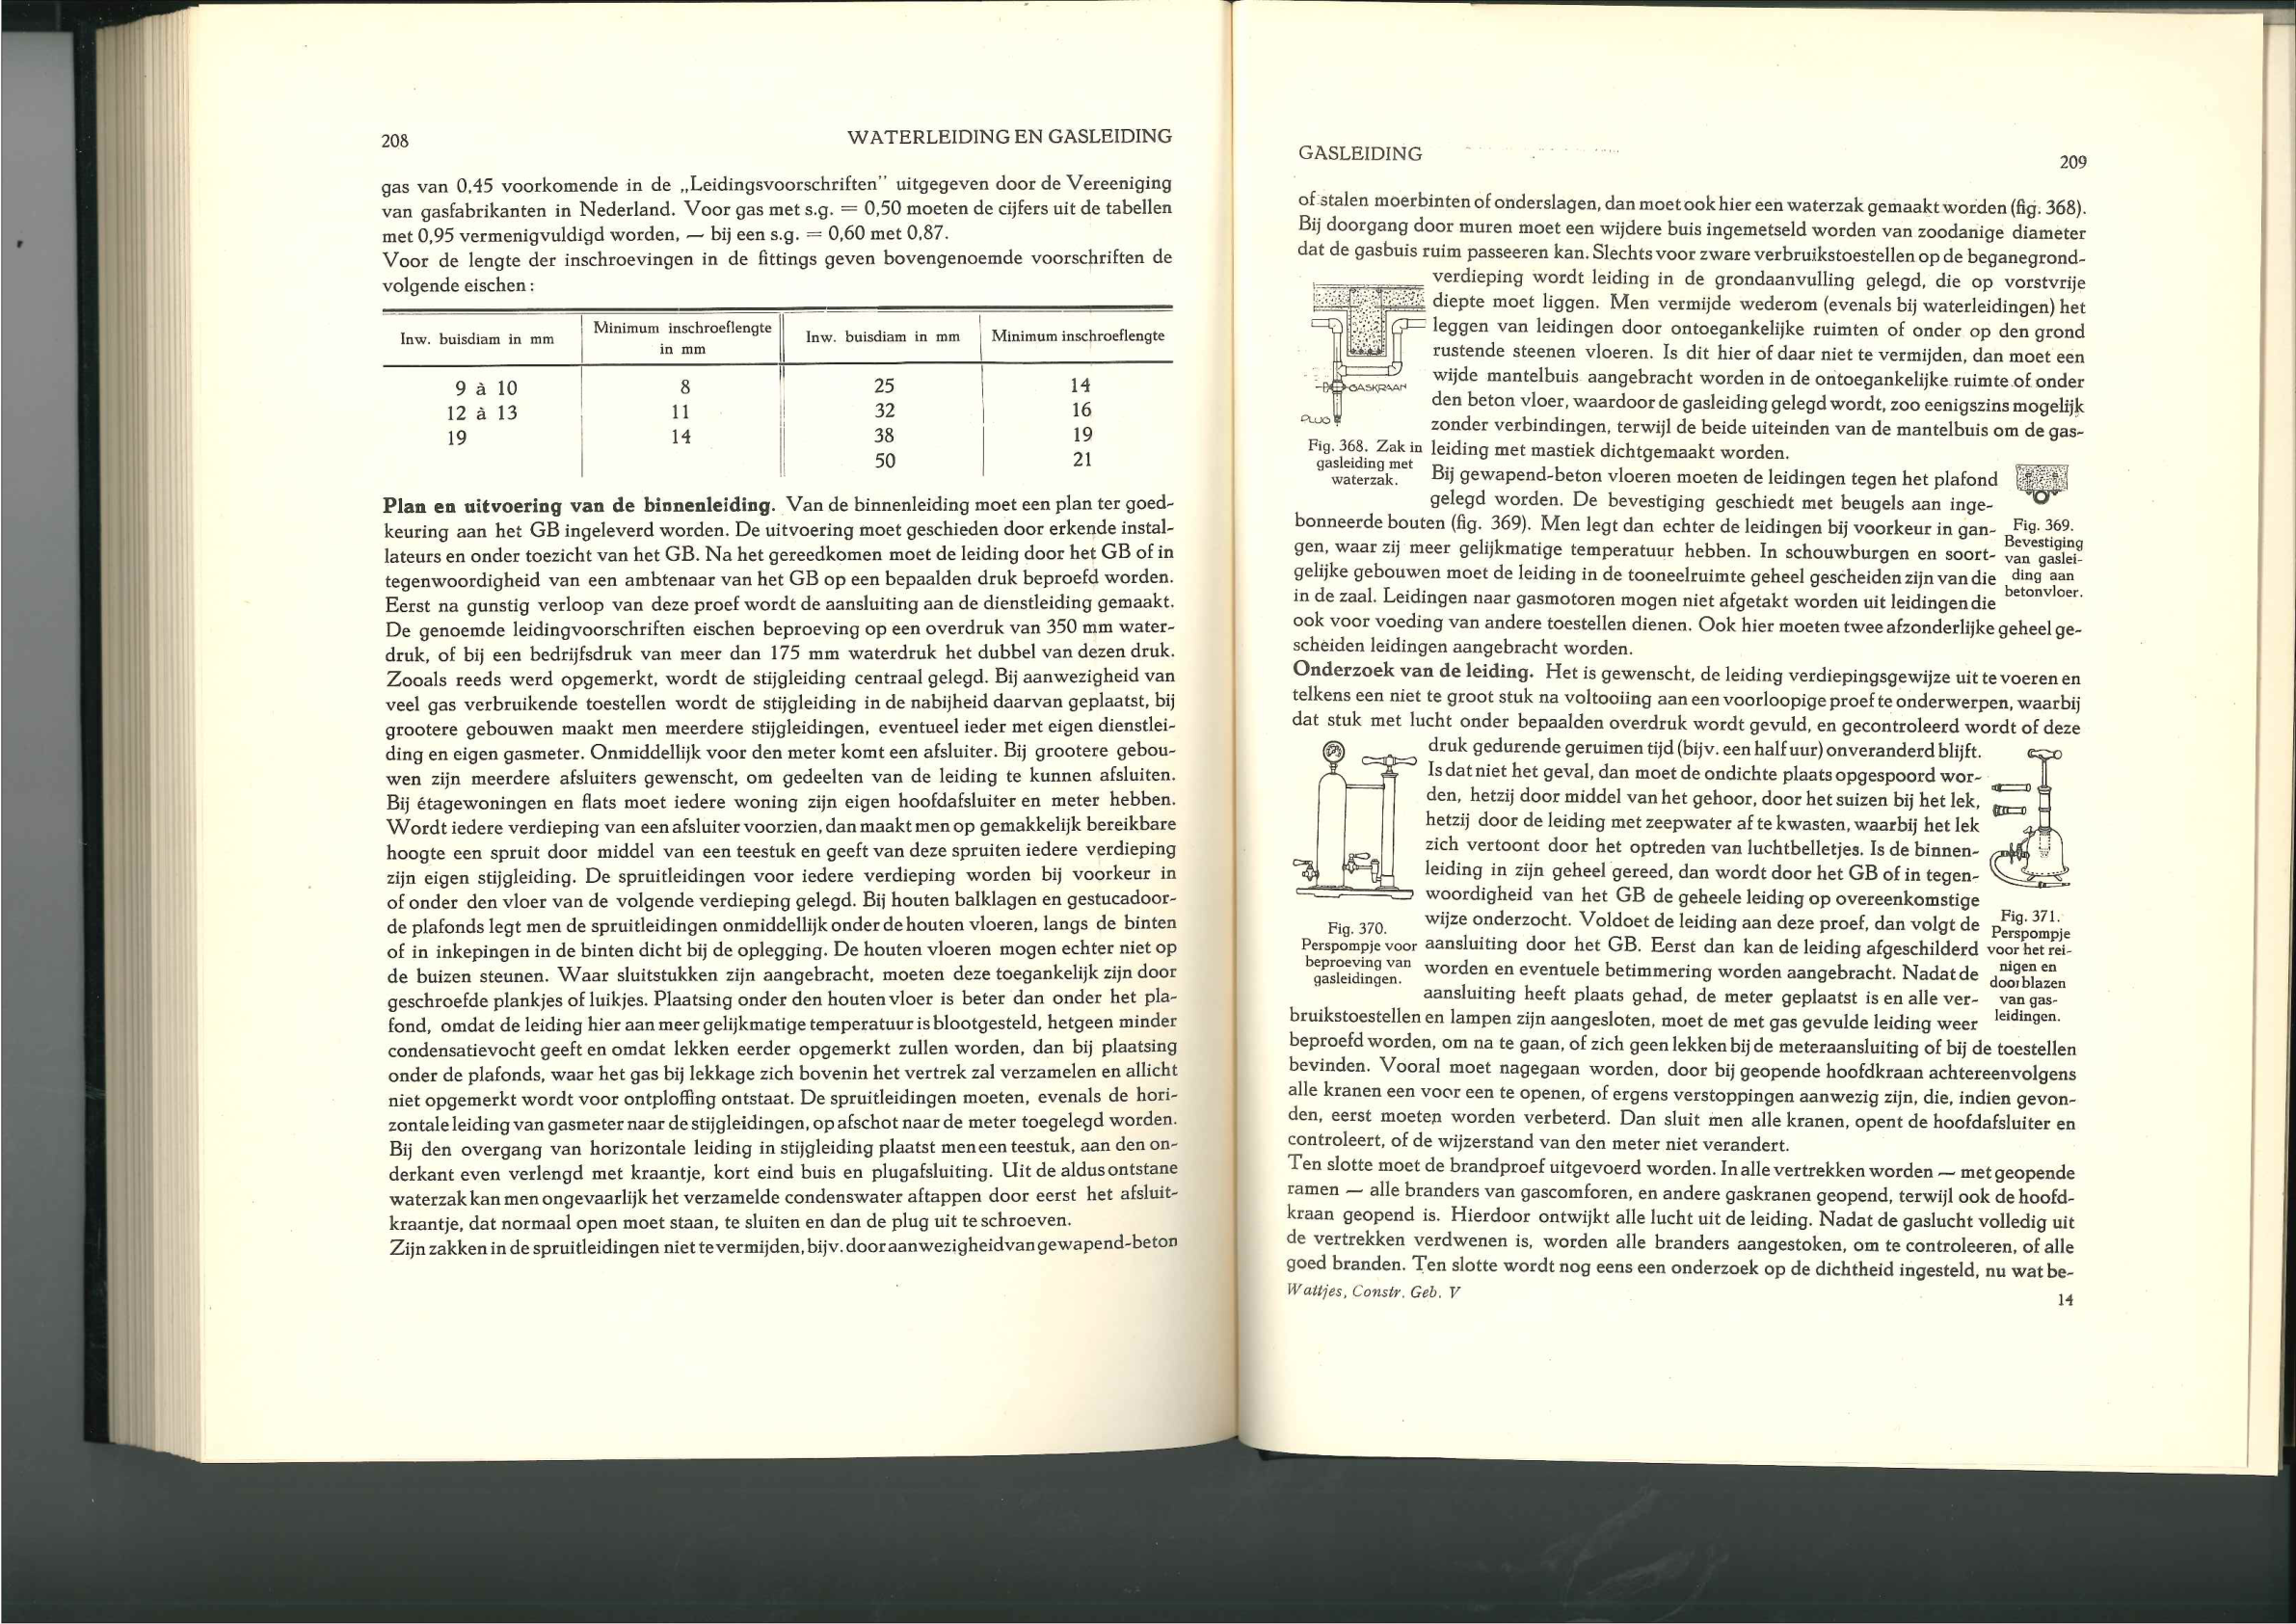 208
WATERLEIDING EN GASLEIDING
gas van 0,45 voorkomende in de „Leidingsvoorschriften" uitgegeven door de Vereeniging
van gasfabrikanten in Nederland. Voor gas met s.g. = 0,50 moeten de cijfers uit de tabellen
met 0,95 vermenigvuldigd worden, — bij een s.g. = 0,60 met 0,87.
Voor de lengte der inschroevingen in de fittings geven bovengenoemde voorschriften de
volgende eischen :
Inw. buisdiam in mm
Minimum inschroeflengte
in mm
Inw. buisdiam in mm
Minimum inschroeflengte
9 à 10 8 25 14
12 à 13 11 32 16
19 14 38 19
50 21
Plan en uitvoering van de binnenleiding. Van de binnenleiding moet een plan ter goed-
keuring aan het GB ingeleverd worden. De uitvoering moet geschieden door erkende instal-
lateurs en onder toezicht van het GB. Na het gereedkomen moet de leiding door het GB of in
tegenwoordigheid van een ambtenaar van het GB op een bepaalden druk beproefd worden.
Eerst na gunstig verloop van deze proef wordt de aansluiting aan de dienstleiding gemaakt.
De genoemde leidingvoorschriften eischen beproeving op een overdruk van 350 mm water-
druk, of bij een bedrijfsdruk van meer dan 175 mm waterdruk het dubbel van dezen druk.
Zooals reeds werd opgemerkt, wordt de stijgleiding centraal gelegd. Bij aanwezigheid van
veel gas verbruikende toestellen wordt de stijgleiding in de nabijheid daarvan geplaatst, bij
grootere gebouwen maakt men meerdere stijgleidingen, eventueel ieder met eigen dienstlei-
ding en eigen gasmeter. Onmiddellijk voor den meter komt een afsluiter. Bij grootere gebou-
wen zijn meerdere afsluiters gewenscht, om gedeelten van de leiding te kunnen afsluiten.
Bij étagewoningen en flats moet iedere woning zijn eigen hoofdafsluiter en meter hebben.
Wordt iedere verdieping van een afsluiter voorzien, dan maakt men op gemakkelijk bereikbare
hoogte een spruit door middel van een teestuk en geeft van deze spruiten iedere verdieping
zijn eigen stijgleiding. De spruitleidingen voor iedere verdieping worden bij voorkeur in
of onder den vloer van de volgende verdieping gelegd. Bij houten balklagen en gestucadoor-
de plafonds legt men de spruitleidingen onmiddellijk onder de houten vloeren, langs de binten
of in inkepingen in de binten dicht bij de oplegging. De houten vloeren mogen echter niet op
de buizen steunen. Waar sluitstukken zijn aangebracht, moeten deze toegankelijk zijn door
geschroefde plankjes of luikjes. Plaatsing onder den houten vloer is beter dan onder het pla-
fond, omdat de leiding hier aan meer gelijkmatige temperatuur is blootgesteld, hetgeen minder
condensatievocht geeft en omdat lekken eerder opgemerkt zullen worden, dan bij plaatsing
onder de plafonds, waar het gas bij lekkage zich bovenin het vertrek zal verzamelen en allicht
niet opgemerkt wordt voor ontploffing ontstaat. De spruitleidingen moeten, evenals de hori-
zontale leiding van gasmeter naar de stijgleidingen, op afschot naar de meter toegelegd worden.
Bij den overgang van horizontale leiding in stijgleiding plaatst men een teestuk, aan den on-
derkant even verlengd met kraantje, kort eind buis en plugafsluiting. Uit de aldus ontstane
waterzak kan men ongevaarlijk het verzamelde condenswater aftappen door eerst het afsluit-
kraantje, dat normaal open moet staan, te sluiten en dan de plug uit te schroeven.
Zijn zakken in de spruitleidingen niet te vermijden, bijv. door aanwezigheid van gewapend-beton
GASLEIDING
209
of stalen moerbinten of onderslagen, dan moet ook hier een waterzak gemaakt worden (fig. 368).
Bij doorgang door muren moet een wijdere buis ingemetseld worden van zoodanige diameter
dat de gasbuis ruim passeeren kan. Slechts voor zware verbruikstoestellen op de beganegrond-
verdieping wordt leiding in de grondaanvulling gelegd, die op vorstvrije
diepte moet liggen. Men vermijde wederom (evenals bij waterleidingen) het
leggen van leidingen door ontoegankelijke ruimten of onder op den grond
rustende steenen vloeren. Is dit hier of daar niet te vermijden, dan moet een
wijde mantelbuis aangebracht worden in de ontoegankelijke ruimte of onder
den beton vloer, waardoor de gasleiding gelegd wordt, zoo eenigszins mogelijk
zonder verbindingen, terwijl de beide uiteinden van de mantelbuis om de gas-
leiding met mastiek dichtgemaakt worden.
GASKRAAN
PLUG
Fig. 368. Zak in
gasleiding met
waterzak.
Bij gewapend-beton vloeren moeten de leidingen tegen het plafond
gelegd worden. De bevestiging geschiedt met beugels aan inge-
bonneerde bouten (fig. 369). Men legt dan echter de leidingen bij voorkeur in gan-
gen, waar zij meer gelijkmatige temperatuur hebben. In schouwburgen en soort-
gelijke gebouwen moet de leiding in de tooneelruimte geheel gescheiden zijn van die
in de zaal. Leidingen naar gasmotoren mogen niet afgetakt worden uit leidingen die
ook voor voeding van andere toestellen dienen. Ook hier moeten twee afzonderlijke geheel ge-
scheiden leidingen aangebracht worden.
Fig. 369.
Bevestiging
van gaslei-
ding aan
betonvloer.
Onderzoek van de leiding. Het is gewenscht, de leiding verdiepingsgewijze uit te voeren en
telkens een niet te groot stuk na voltooiing aan een voorloopige proef te onderwerpen, waarbij
dat stuk met lucht onder bepaalden overdruk wordt gevuld, en gecontroleerd wordt of deze
druk gedurende geruimen tijd (bijv. een half uur) onveranderd blijft.
Is dat niet het geval, dan moet de ondichte plaats opgespoord wor-
den, hetzij door middel van het gehoor, door het suizen bij het lek,
hetzij door de leiding met zeepwater af te kwasten, waarbij het lek
zich vertoont door het optreden van luchtbelletjes. Is de binnen-
leiding in zijn geheel gereed, dan wordt door het GB of in tegen-
woordigheid van het GB de geheele leiding op overeenkomstige
wijze onderzocht. Voldoet de leiding aan deze proef, dan volgt de
aansluiting door het GB. Eerst dan kan de leiding afgeschilderd
worden en eventuele betimmering worden aangebracht. Nadat de
aansluiting heeft plaats gehad, de meter geplaatst is en alle ver-
bruikstoestellen en lampen zijn aangesloten, moet de met gas gevulde leiding weer
beproefd worden, om na te gaan, of zich geen lekken bij de meteraansluiting of bij de toestellen
bevinden. Vooral moet nagegaan worden, door bij geopende hoofdkraan achtereenvolgens
alle kranen een voor een te openen, of ergens verstoppingen aanwezig zijn, die, indien gevon-
den, eerst moeten worden verbeterd. Dan sluit men alle kranen, opent de hoofdafsluiter en
controleert, of de wijzerstand van den meter niet verandert.
Fig. 370.
Perspompje voor
beproeving van
gasleidingen.
Fig. 371.
Perspompje
voor het rei-
nigen en
doorblazen
van gas-
leidingen.
Ten slotte moet de brandproef uitgevoerd worden. In alle vertrekken worden — met geopende
ramen — alle branders van gascomforen, en andere gaskranen geopend, terwijl ook de hoofd-
kraan geopend is. Hierdoor ontwijkt alle lucht uit de leiding. Nadat de gaslucht volledig uit
de vertrekken verdwenen is, worden alle branders aangestoken, om te controleeren, of alle
goed branden. Ten slotte wordt nog eens een onderzoek op de dichtheid ingesteld, nu wat be-
Wattjes, Constr. Geb. V
14